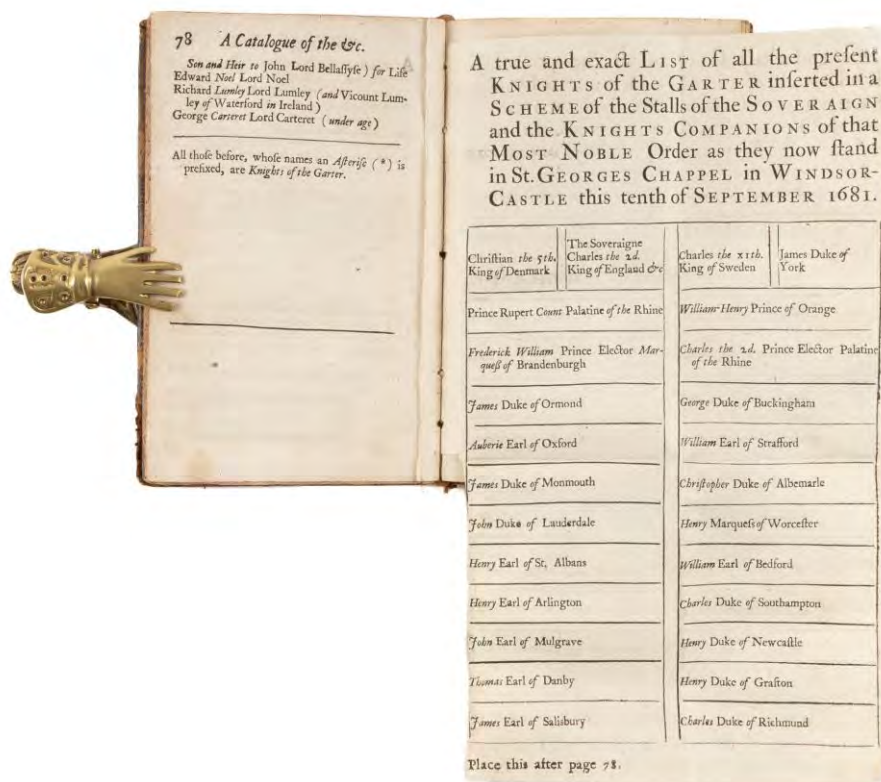 78 A Catalogue of the &c.
Son and Heir to John Lord Bellaſſyſe) for Life
Edward Noel Lord Noel
Richard Lumley Lord Lumley (and Vicount Lum-
ley of Waterford in Ireland)
George Carteret Lord Carteret (under age)
All thoſe before, whoſe names an Aſteriſc (*) is
prefixed, are Knights of the Garter.
A true and exact LIST of all the preſent
KNIGHTS of the GARTER inſerted in a
SCHEME of the Stalls of the SOVERAIGN
and the KNIGHTS COMPANIONS of that
MOST NOBLE Order as they now ſtand
in St. GEORGES CHAPPEL in WINDSOR-
CASTLE this tenth of SEPTEMBER 1681.
Chriſtian the 5th.
King of Denmark
The Soveraigne
Charles the 2d.
King of England &c
Charles the XIth.
King of Sweden
James Duke of
York
Prince Rupert Count Palatine of the Rhine
William-Henry Prince of Orange
Frederick William Prince Elector Mar-
queß of Brandenburgh
Charles the 2d. Prince Elector Palatine
of the Rhine
James Duke of Ormond
George Duke of Buckingham
Auberie Earl of Oxford
William Earl of Strafford
James Duke of Monmouth
Chriſtopher Duke of Albemarle
John Duke of Lauderdale
Henry Marqueſs of Worceſter
Henry Earl of St. Albans
William Earl of Bedford
Henry Earl of Arlington
Charles Duke of Southampton
John Earl of Mulgrave
Henry Duke of Newcaſtle
Thomas Earl of Danby
Henry Duke of Grafton
James Earl of Salisbury
Charles Duke of Richmund
Place this after page 78.